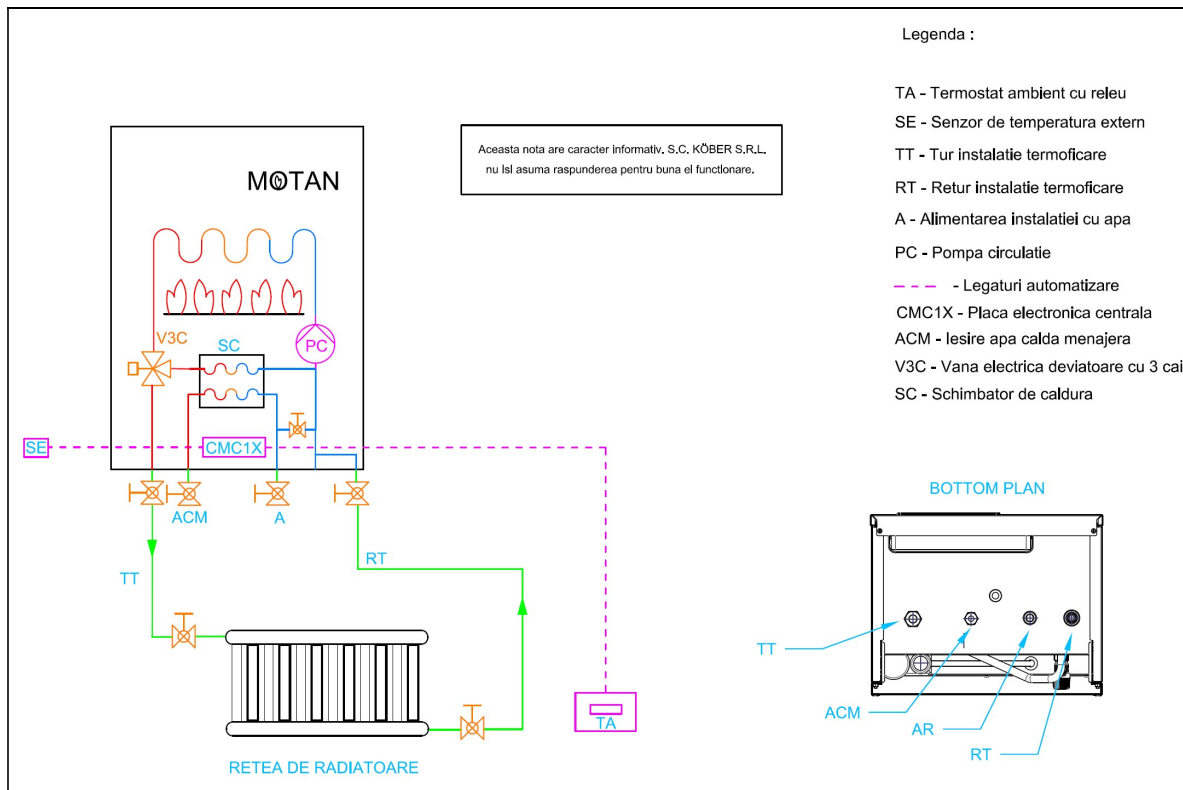 Legenda :
TA - Termostat ambient cu releu
SE - Senzor de temperatura extern
TT - Tur instalatie termoficare
RT - Retur instalatie termoficare
A - Alimentarea instalatiei cu apa
PC - Pompa circulatie
- Legaturi automatizare
CMC1X - Placa electronica centrala
ACM - Iesire apa calda menajera
V3C - Vana electrica deviatoare cu 3 cai
SC - Schimbator de caldura
Aceasta nota are caracter informativ. S.C. KÖBER S.R.L.
nu isi asuma raspunderea pentru buna ei functionare.
MOTAN
V3C
SC
PC
SE
CMC1X
ACM
A
TT
RT
TA
RETEA DE RADIATOARE
BOTTOM PLAN
TT
ACM
AR
RT